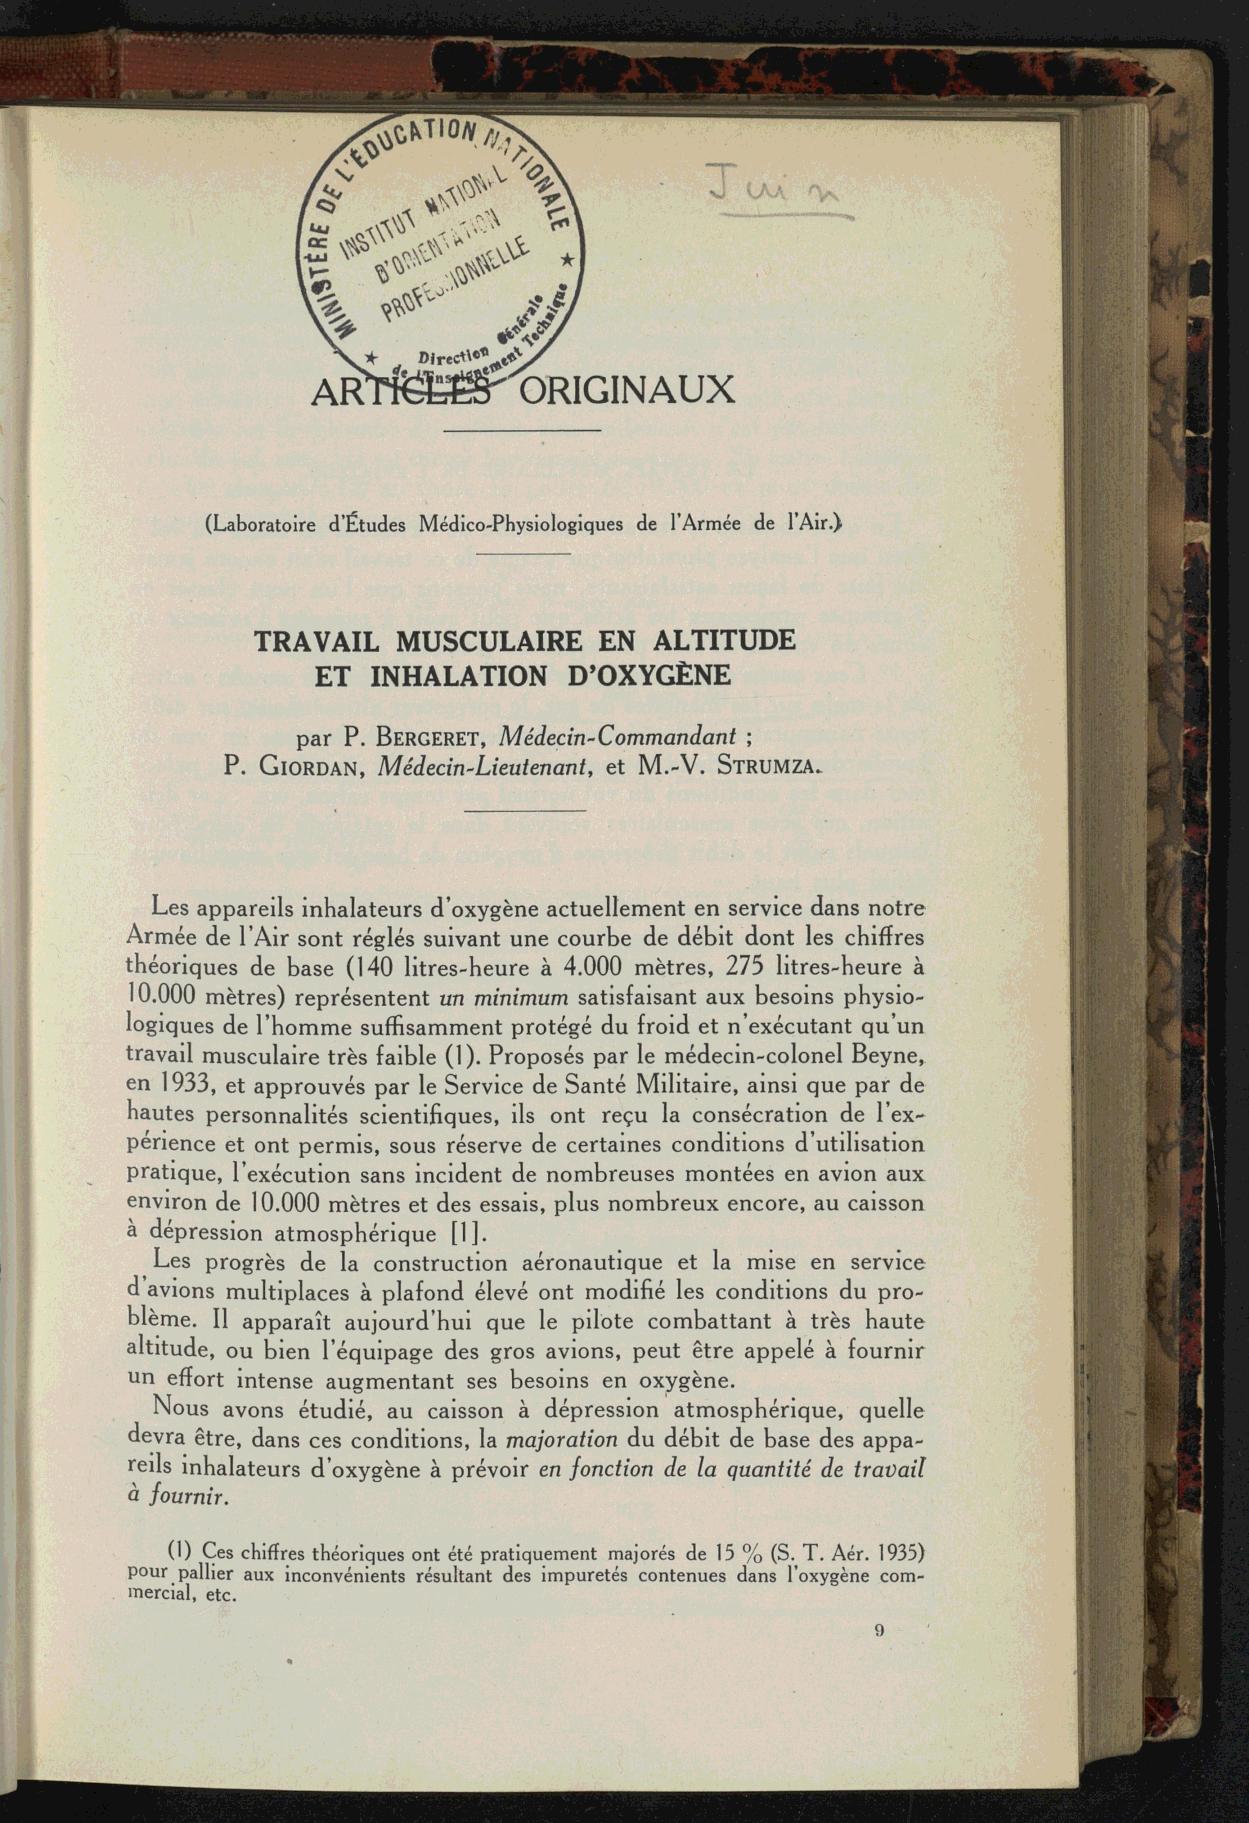 MINISTÈRE DE L'ÉDUCATION NATIONALE
INSTITUT NATIONAL
D'ORIENTATION
PROFESSIONNELLE
Direction Générale
de l'Enseignement Technique
Juin
ARTICLES ORIGINAUX
(Laboratoire d'Études Médico-Physiologiques de l'Armée de l'Air.)
TRAVAIL MUSCULAIRE EN ALTITUDE
ET INHALATION D'OXYGÈNE
par P. BERGERET, Médecin-Commandant ;
P. GIORDAN, Médecin-Lieutenant, et M.-V. STRUMZA.
Les appareils inhalateurs d'oxygène actuellement en service dans notre
Armée de l'Air sont réglés suivant une courbe de débit dont les chiffres
théoriques de base (140 litres-heure à 4.000 mètres, 275 litres-heure à
10.000 mètres) représentent un minimum satisfaisant aux besoins physio-
logiques de l'homme suffisamment protégé du froid et n'exécutant qu'un
travail musculaire très faible (1). Proposés par le médecin-colonel Beyne,
en 1933, et approuvés par le Service de Santé Militaire, ainsi que par de
hautes personnalités scientifiques, ils ont reçu la consécration de l'ex-
périence et ont permis, sous réserve de certaines conditions d'utilisation
pratique, l'exécution sans incident de nombreuses montées en avion aux
environ de 10.000 mètres et des essais, plus nombreux encore, au caisson
à dépression atmosphérique [1].
Les progrès de la construction aéronautique et la mise en service
d'avions multiplaces à plafond élevé ont modifié les conditions du pro-
blème. Il apparaît aujourd'hui que le pilote combattant à très haute
altitude, ou bien l'équipage des gros avions, peut être appelé à fournir
un effort intense augmentant ses besoins en oxygène.
Nous avons étudié, au caisson à dépression atmosphérique, quelle
devra être, dans ces conditions, la majoration du débit de base des appa-
reils inhalateurs d'oxygène à prévoir en fonction de la quantité de travail
à fournir.
(1) Ces chiffres théoriques ont été pratiquement majorés de 15 % (S. T. Aér. 1935)
pour pallier aux inconvénients résultant des impuretés contenues dans l'oxygène com-
mercial, etc.
9